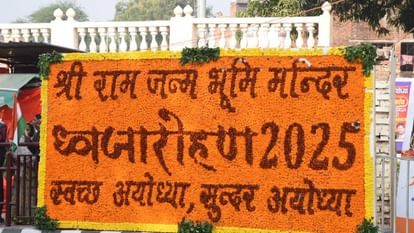 श्री राम जन्म भूमि मन्दिर
ध्वजारोहण 2025
स्वच्छ अयोध्या, सुन्दर अयोध्या